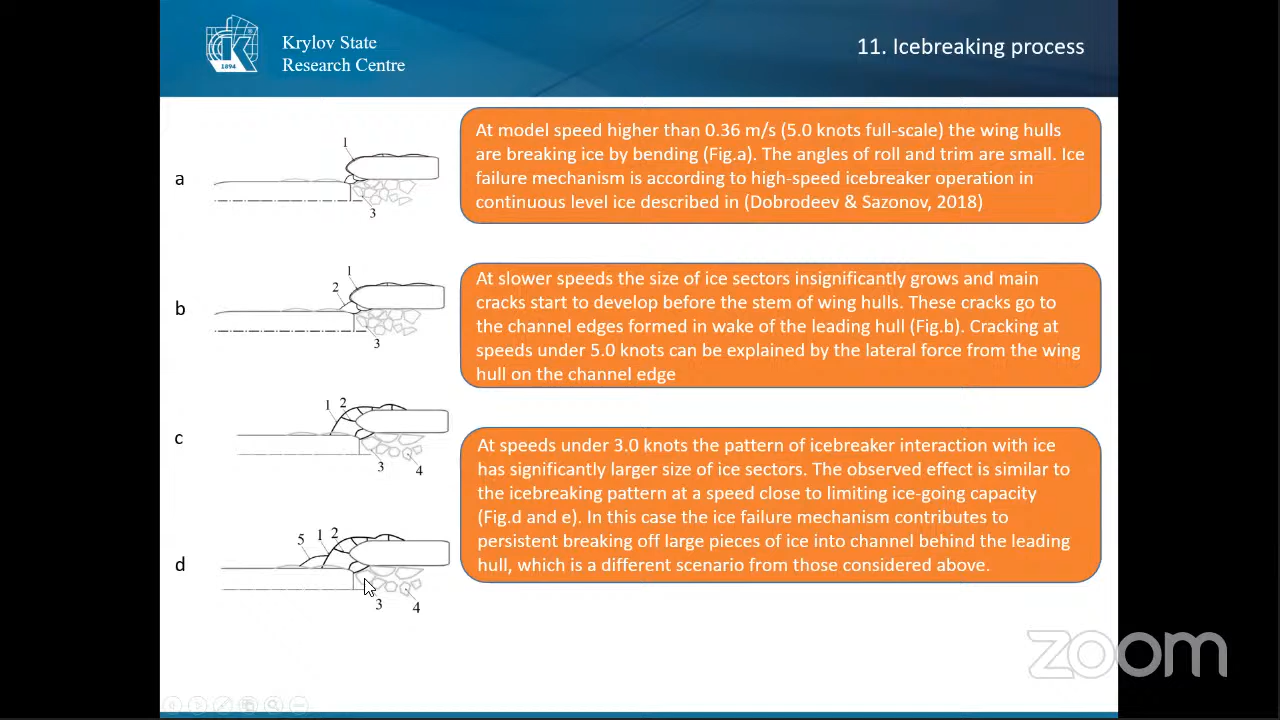 Krylov State
Research Centre
1894
11. Icebreaking process
a
1
3
At model speed higher than 0.36 m/s (5.0 knots full-scale) the wing hulls
are breaking ice by bending (Fig.a). The angles of roll and trim are small. Ice
failure mechanism is according to high-speed icebreaker operation in
continuous level ice described in (Dobrodeev & Sazonov, 2018)
b
1
2
3
At slower speeds the size of ice sectors insignificantly grows and main
cracks start to develop before the stem of wing hulls. These cracks go to
the channel edges formed in wake of the leading hull (Fig.b). Cracking at
speeds under 5.0 knots can be explained by the lateral force from the wing
hull on the channel edge
c
1 2
3
4
At speeds under 3.0 knots the pattern of icebreaker interaction with ice
has significantly larger size of ice sectors. The observed effect is similar to
the icebreaking pattern at a speed close to limiting ice-going capacity
(Fig.d and e). In this case the ice failure mechanism contributes to
persistent breaking off large pieces of ice into channel behind the leading
hull, which is a different scenario from those considered above.
d
5 1 2
3
4
zoom